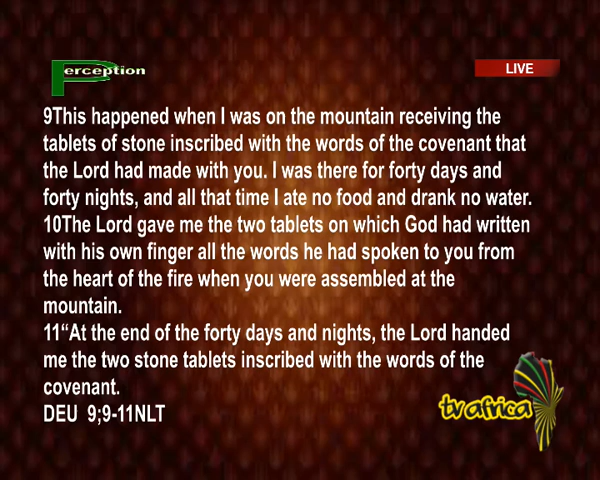 Perception
LIVE
9This happened when I was on the mountain receiving the
tablets of stone inscribed with the words of the covenant that
the Lord had made with you. I was there for forty days and
forty nights, and all that time I ate no food and drank no water.
10The Lord gave me the two tablets on which God had written
with his own finger all the words he had spoken to you from
the heart of the fire when you were assembled at the
mountain.
11“At the end of the forty days and nights, the Lord handed
me the two stone tablets inscribed with the words of the
covenant.
DEU 9;9-11NLT
tv africa